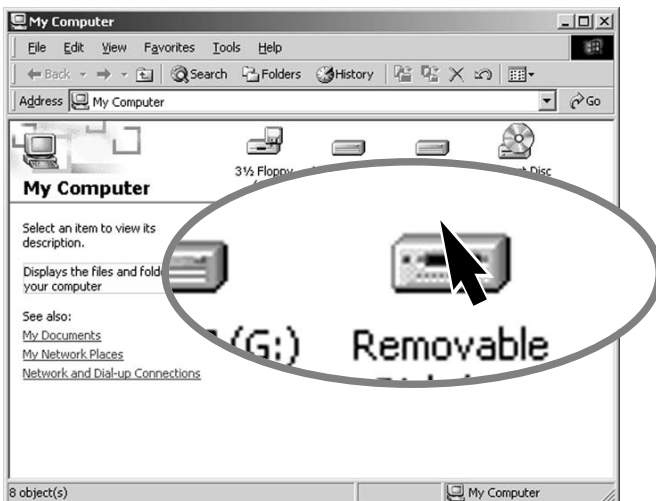 My Computer
File Edit View Favorites Tools Help
Back Search Folders History
Address My Computer Go
3½ Floppy Disc
My Computer
Select an item to view its
description.
Displays the files and
your computer
(G:) Removable
See also:
My Documents
My Network Places
Network and Dial-up Connections
8 object(s) My Computer